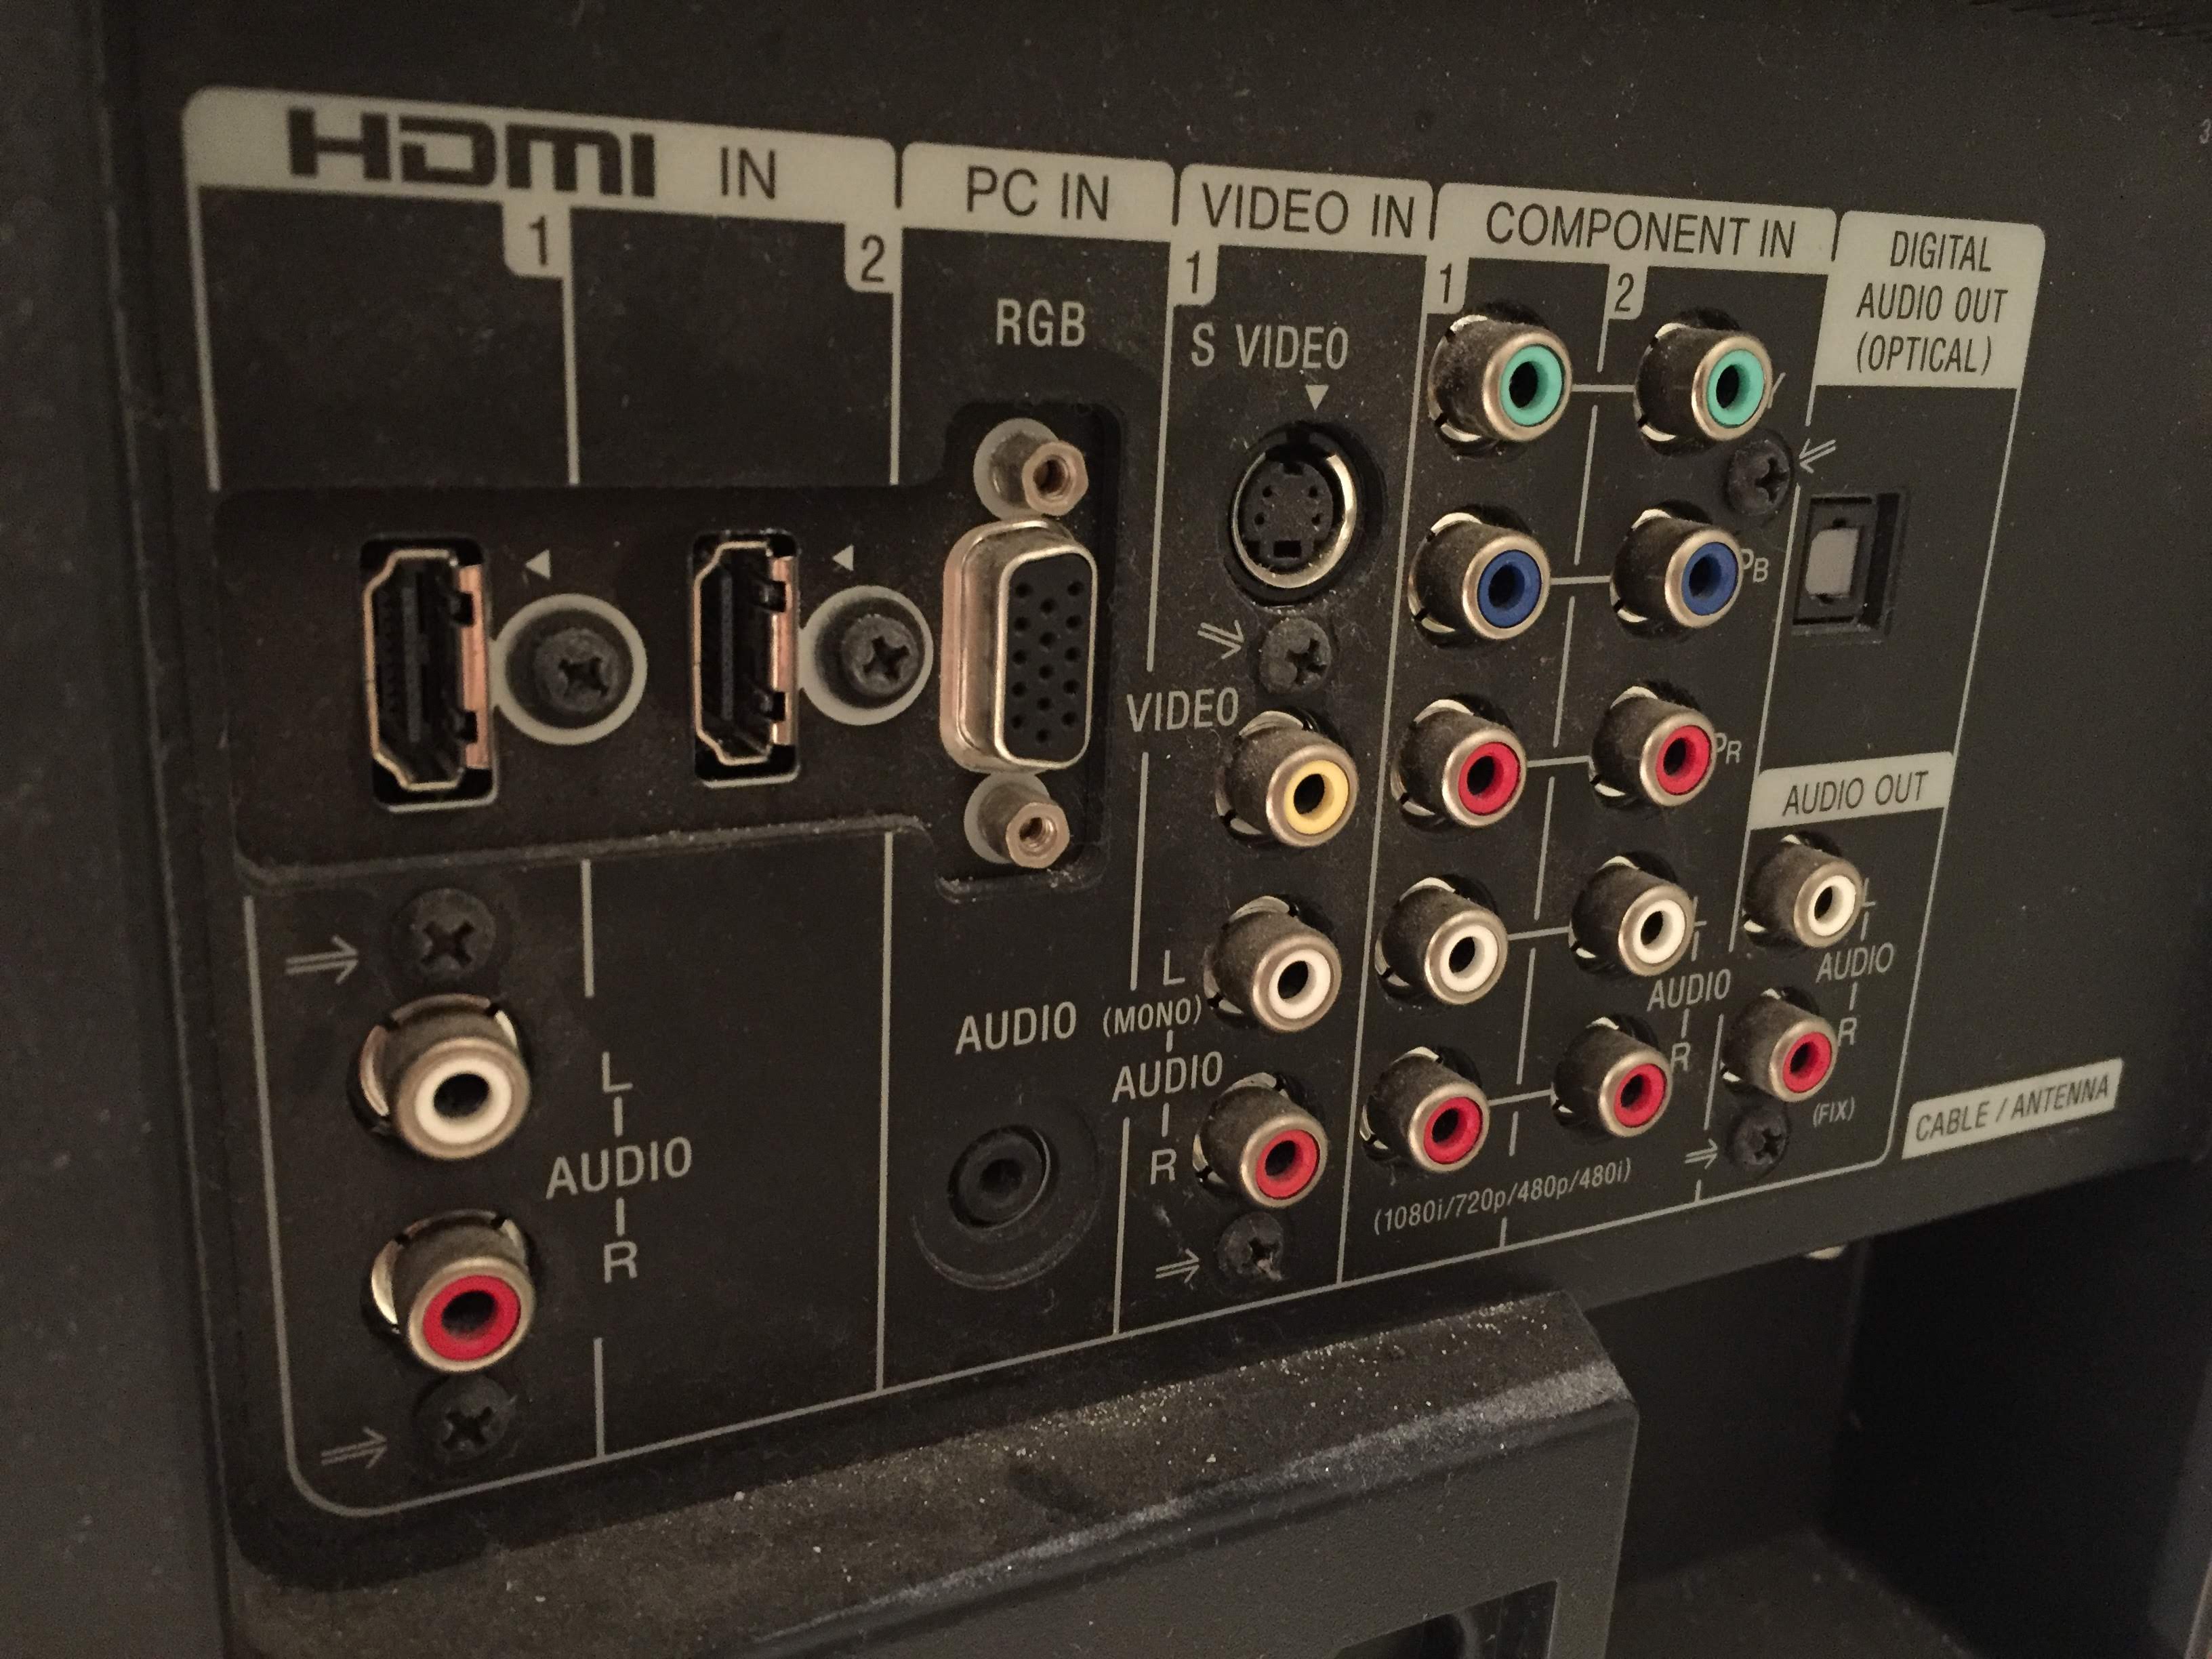 HDMI IN
1
2
PC IN
RGB
AUDIO
VIDEO IN
1
S VIDEO
VIDEO
L
(MONO)
AUDIO
R
COMPONENT IN
1
2
PB
PR
AUDIO
R
(1080i/720p/480p/480i)
DIGITAL
AUDIO OUT
(OPTICAL)
AUDIO OUT
L
AUDIO
R
(FIX)
L
AUDIO
R
CABLE / ANTENNA
3